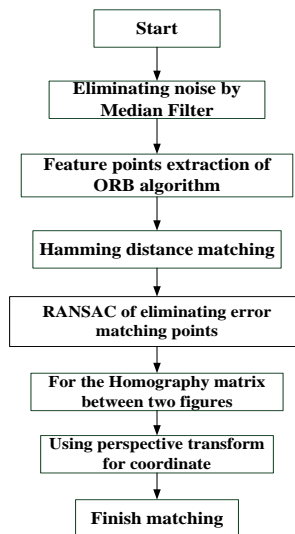 Start
Eliminating noise by
Median Filter
Feature points extraction of
ORB algorithm
Hamming distance matching
RANSAC of eliminating error
matching points
For the Homography matrix
between two figures
Using perspective transform
for coordinate
Finish matching